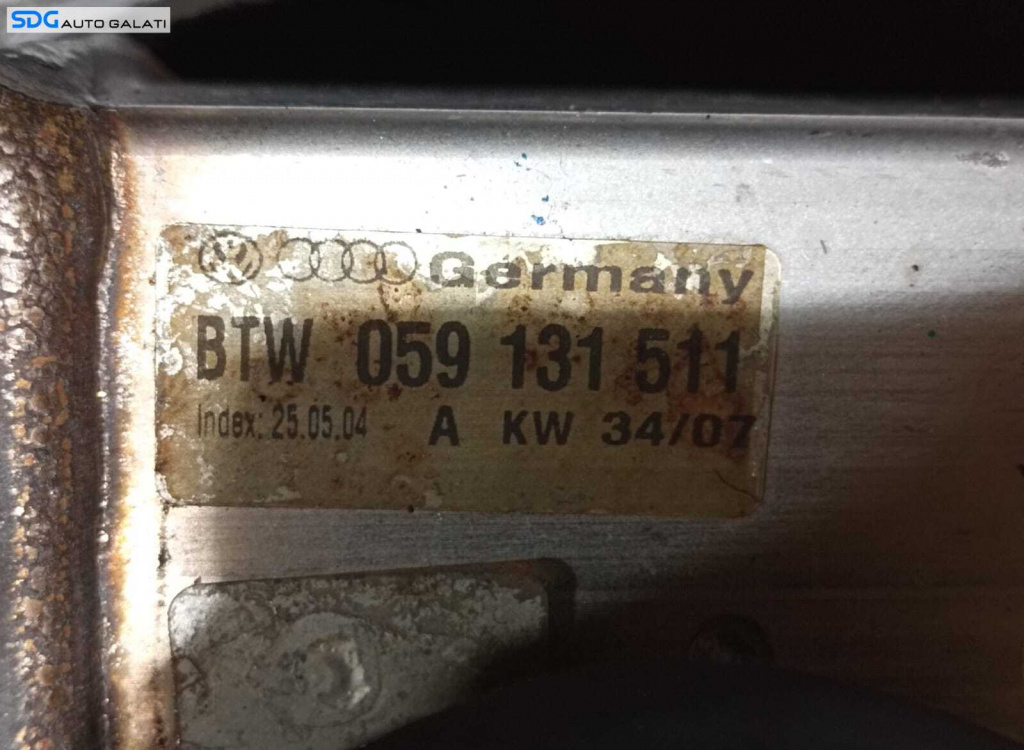 SDG AUTO GALATI
Germany
BTW 059 131 511
Index: 25.05.04 A KW 34/07